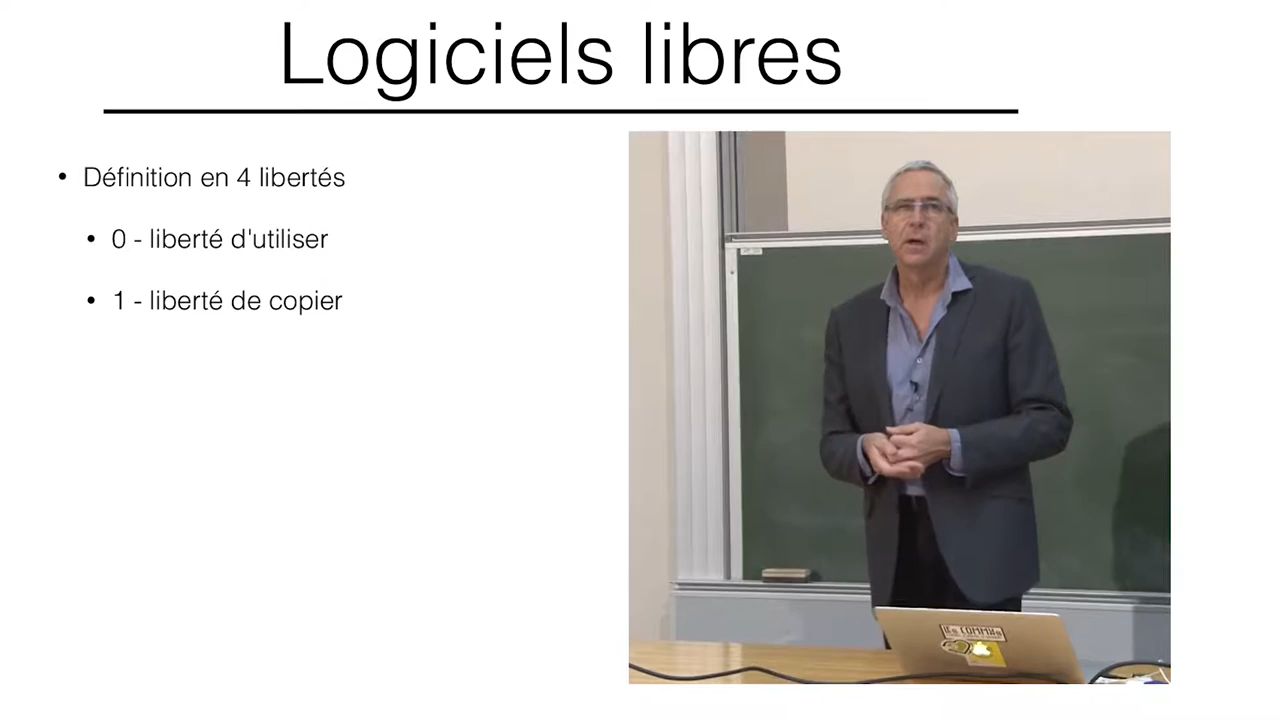 Logiciels libres
• Définition en 4 libertés
• 0 - liberté d'utiliser
• 1 - liberté de copier